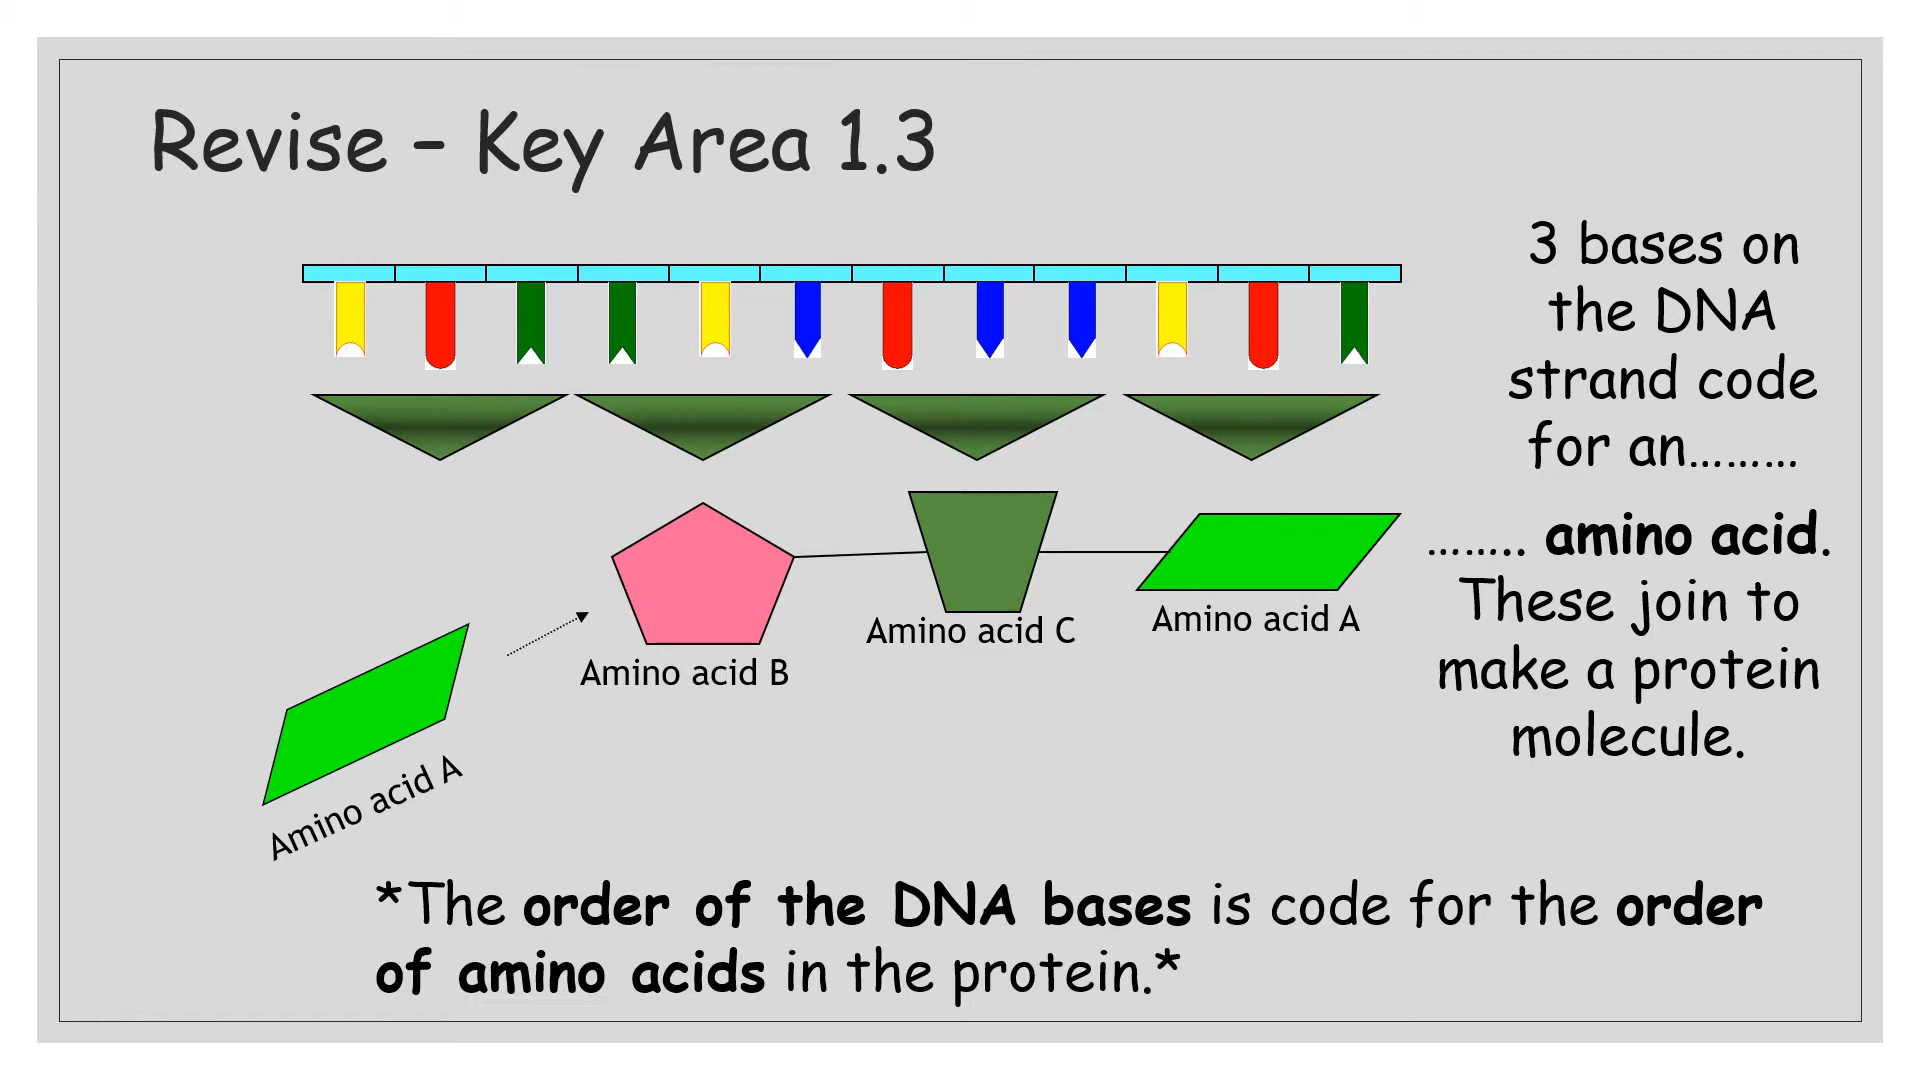 Revise – Key Area 1.3
3 bases on
the DNA
strand code
for an………
…….. amino acid.
These join to
make a protein
molecule.
Amino acid A
Amino acid B
Amino acid C
Amino acid A
*The order of the DNA bases is code for the order
of amino acids in the protein.*